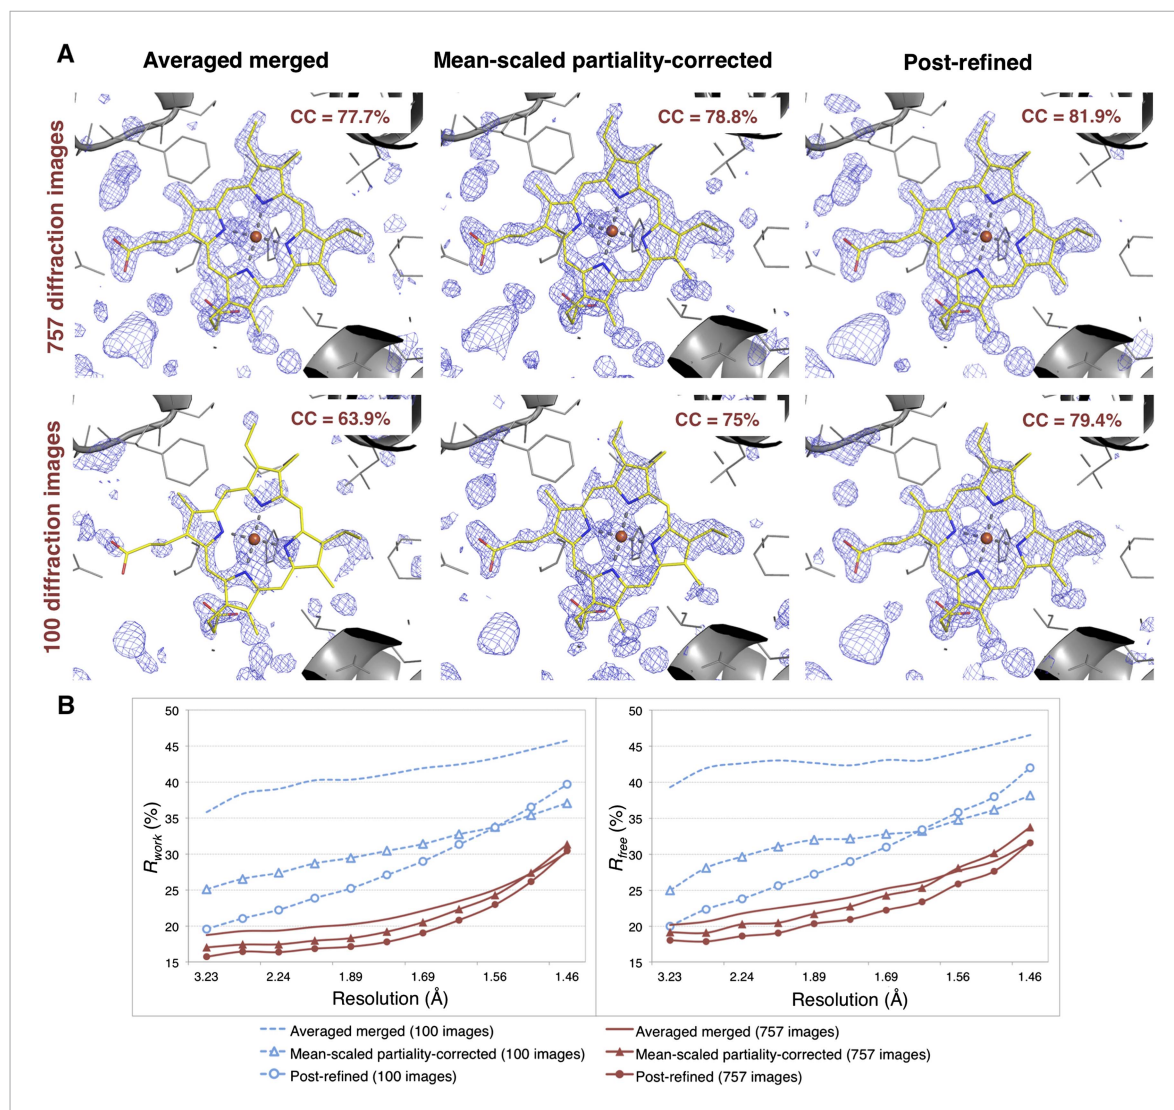 A
Averaged merged
Mean-scaled partiality-corrected
Post-refined
757 diffraction images
CC = 77.7%
CC = 78.8%
CC = 81.9%
100 diffraction images
CC = 63.9%
CC = 75%
CC = 79.4%
B
R work (%)
50
45
40
35
30
25
20
15
3.23
2.24
1.89
1.69
1.56
1.46
Resolution (Å)
R free (%)
50
45
40
35
30
25
20
15
3.23
2.24
1.89
1.69
1.56
1.46
Resolution (Å)
Averaged merged (100 images)
Mean-scaled partiality-corrected (100 images)
Post-refined (100 images)
Averaged merged (757 images)
Mean-scaled partiality-corrected (757 images)
Post-refined (757 images)